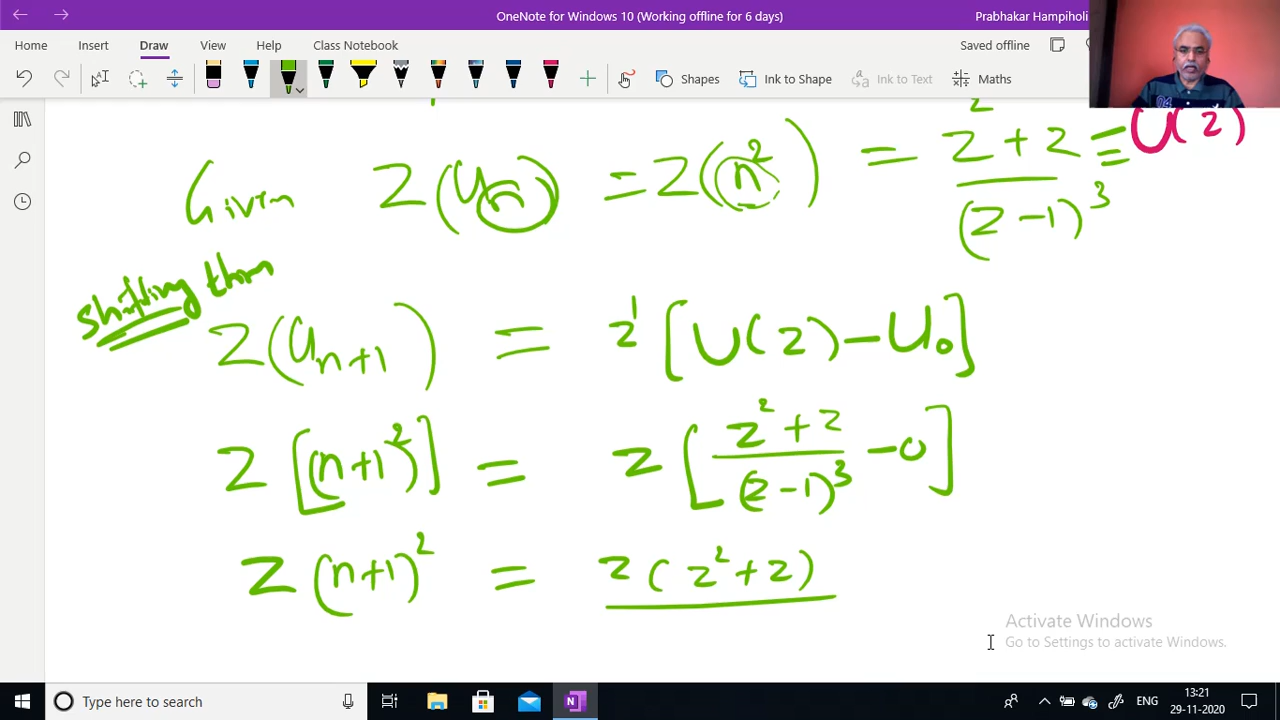 OneNote for Windows 10 (Working offline for 6 days)
Prabhakar Hampiholi
Home Insert Draw View Help Class Notebook Saved offline
Shapes Ink to Shape Ink to Text Maths
Given Z(Un) = Z(n²) = z²+z/(z-1)³ = U(z)
Shifting thm
Z(Un+1) = z¹[U(z)-U0]
Z[(n+1)²] = z[z²+z/(z-1)³ -0]
Z(n+1)² = z(z²+z)
Activate Windows
Go to Settings to activate Windows.
Type here to search
ENG
13:21
29-11-2020